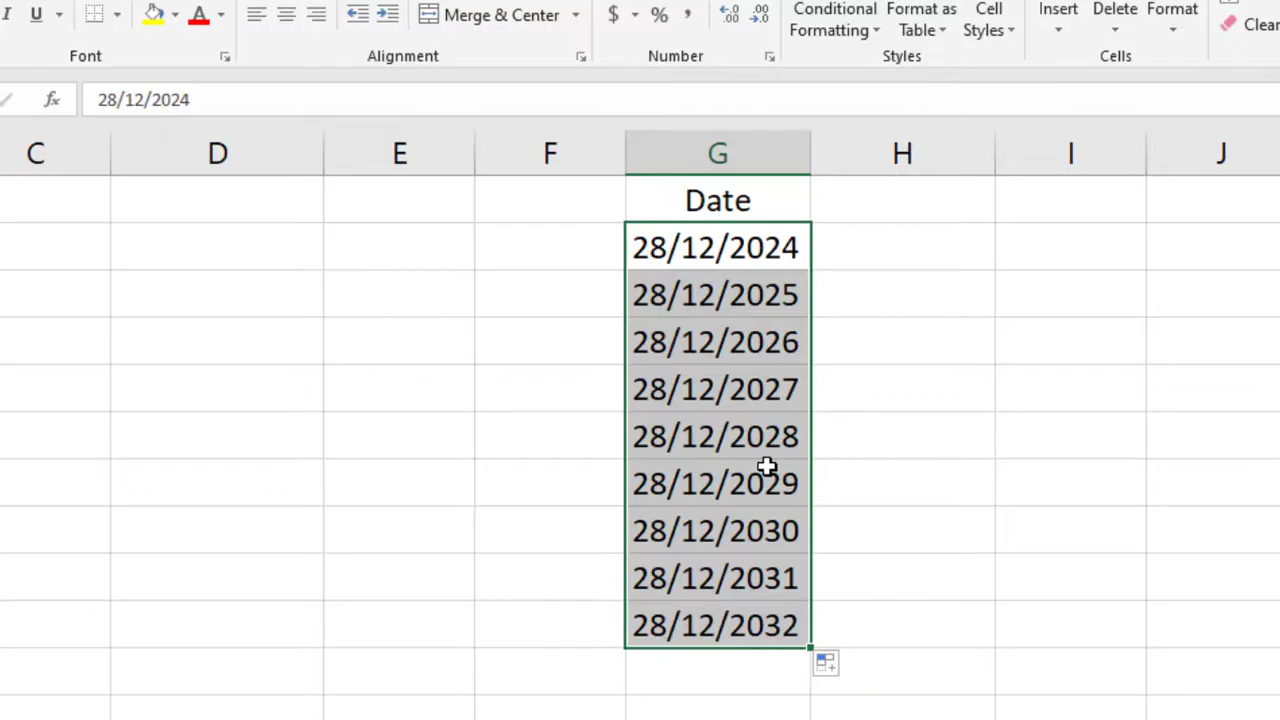 I U A Merge & Center $ % , Conditional Formatting Format as Table Cell Styles Insert Delete Format
Font Alignment Number Styles Cells
fx 28/12/2024
C D E F G H I J
Date
28/12/2024
28/12/2025
28/12/2026
28/12/2027
28/12/2028
28/12/2029
28/12/2030
28/12/2031
28/12/2032